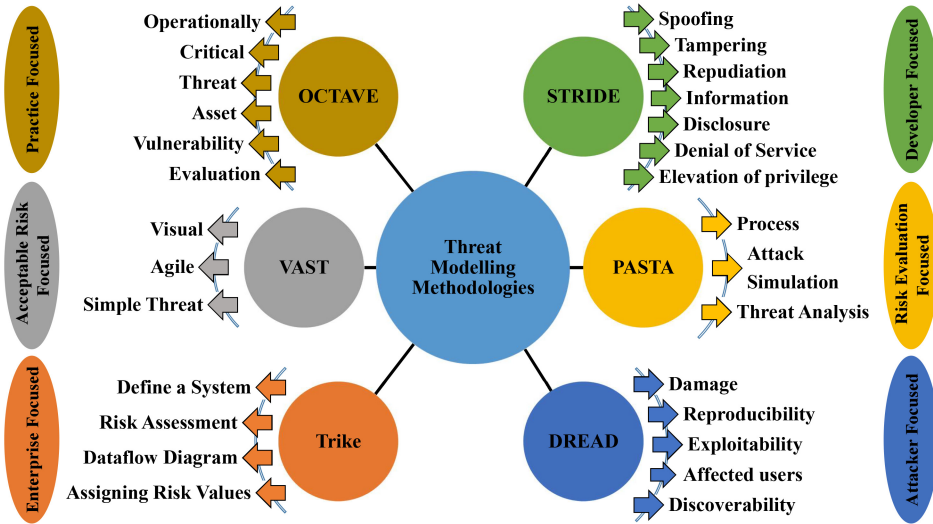 Practice Focused
Operationally
Critical
Threat
Asset
Vulnerability
Evaluation
OCTAVE
STRIDE
Spoofing
Tampering
Repudiation
Information
Disclosure
Denial of Service
Elevation of privilege
Developer Focused
Acceptable Risk
Focused
Visual
Agile
Simple Threat
VAST
Threat
Modelling
Methodologies
PASTA
Process
Attack
Simulation
Threat Analysis
Risk Evaluation
Focused
Enterprise Focused
Define a System
Risk Assessment
Dataflow Diagram
Assigning Risk Values
Trike
DREAD
Damage
Reproducibility
Exploitability
Affected users
Discoverability
Attacker Focused